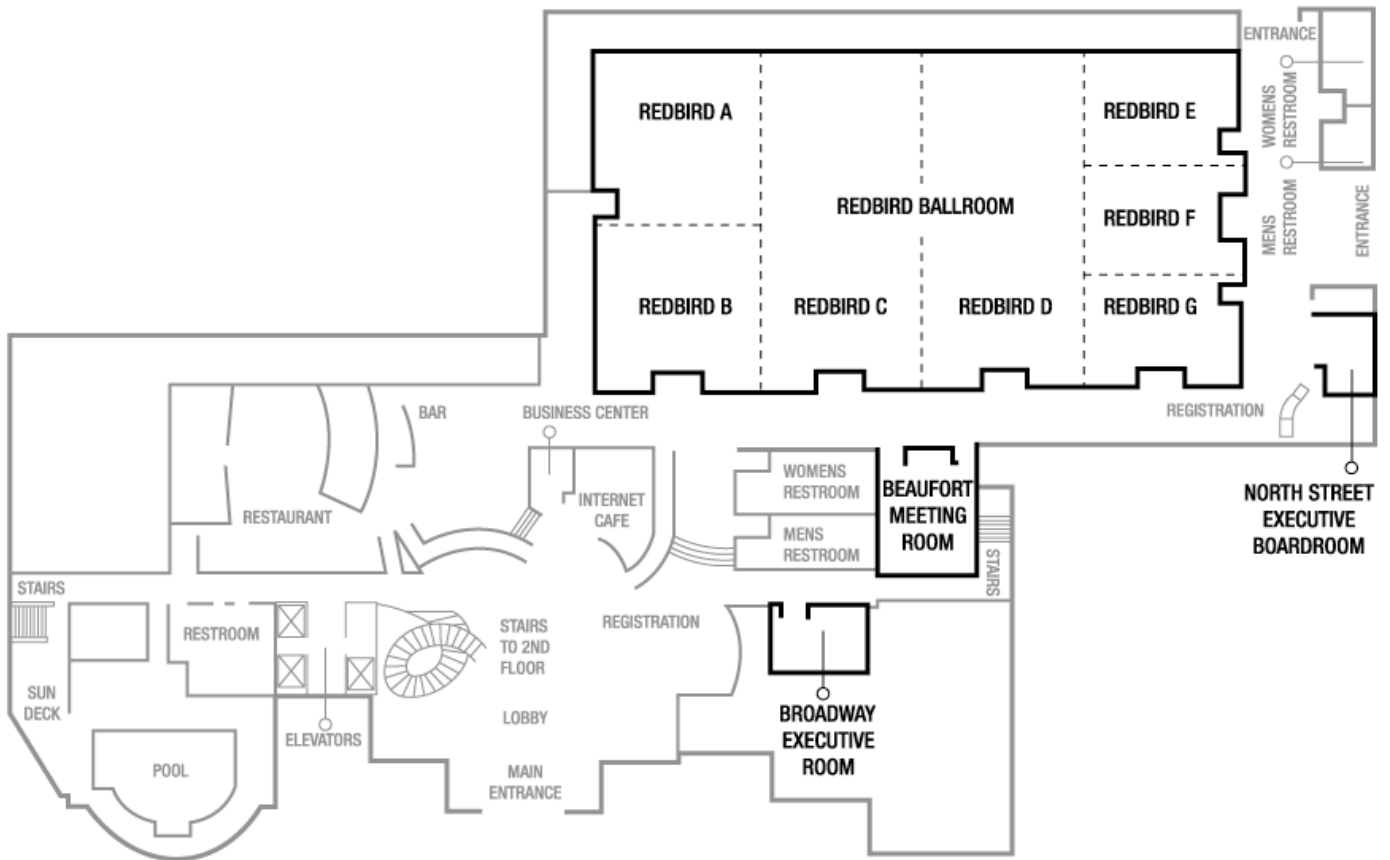 ENTRANCE
WOMENS
RESTROOM
MENS
RESTROOM
ENTRANCE
REDBIRD A
REDBIRD E
REDBIRD BALLROOM
REDBIRD F
REDBIRD B
REDBIRD C
REDBIRD D
REDBIRD G
BAR
BUSINESS CENTER
REGISTRATION
RESTAURANT
INTERNET
CAFE
WOMENS
RESTROOM
MENS
RESTROOM
BEAUFORT
MEETING
ROOM
STAIRS
NORTH STREET
EXECUTIVE
BOARDROOM
STAIRS
RESTROOM
STAIRS
TO 2ND
FLOOR
REGISTRATION
SUN
DECK
ELEVATORS
LOBBY
BROADWAY
EXECUTIVE
ROOM
POOL
MAIN
ENTRANCE